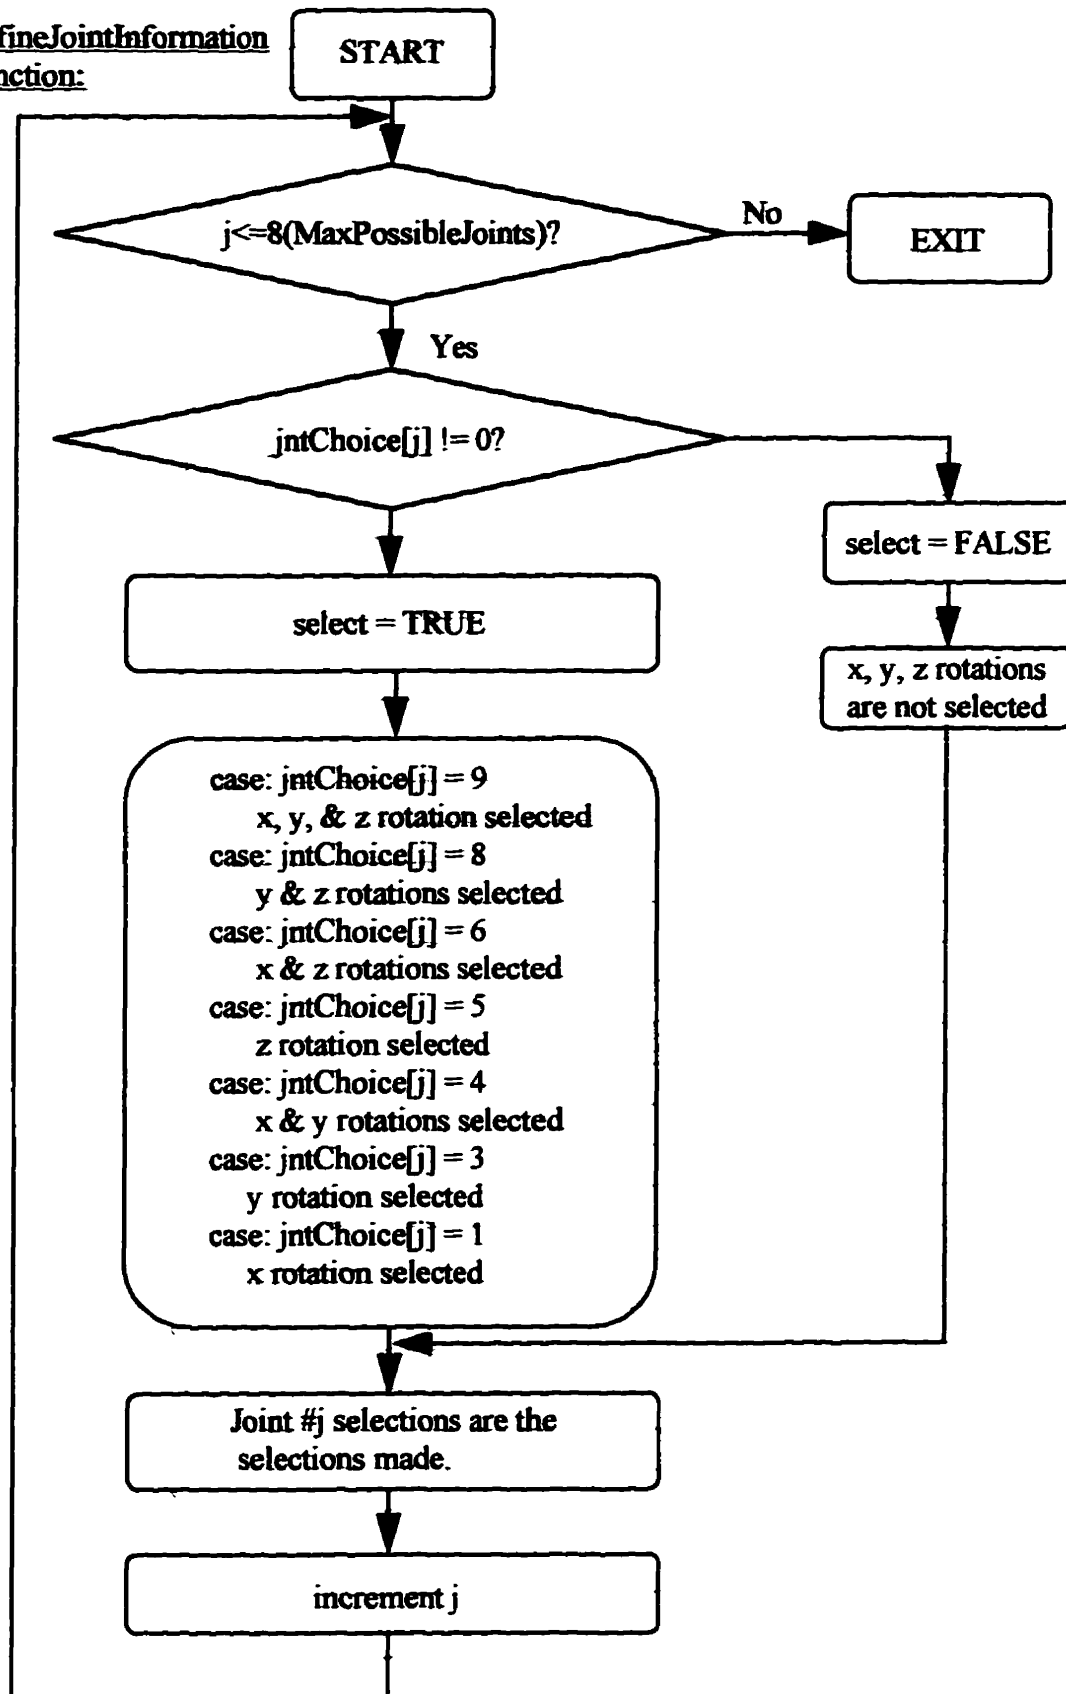 fineJointInformation
nction:
START
j<=8(MaxPossibleJoints)?
No
EXIT
Yes
jntChoice[j] != 0?
select = FALSE
select = TRUE
x, y, z rotations
are not selected
case: jntChoice[j] = 9
x, y, & z rotation selected
case: jntChoice[j] = 8
y & z rotations selected
case: jntChoice[j] = 6
x & z rotations selected
case: jntChoice[j] = 5
z rotation selected
case: jntChoice[j] = 4
x & y rotations selected
case: jntChoice[j] = 3
y rotation selected
case: jntChoice[j] = 1
x rotation selected
Joint #j selections are the
selections made.
increment j